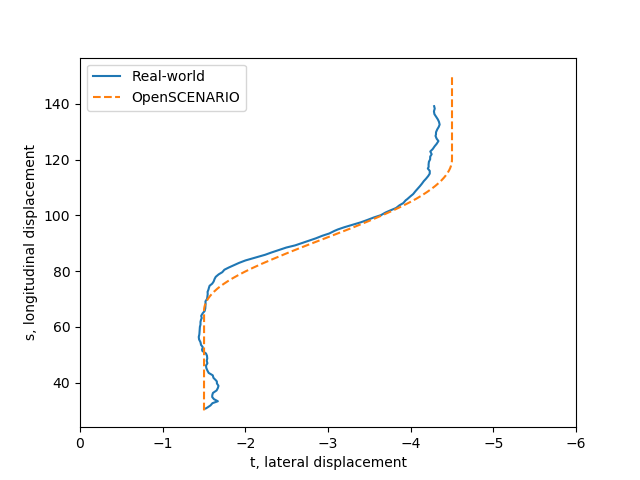 Real-world
OpenSCENARIO
140
120
100
80
60
40
0 −1 −2 −3 −4 −5 −6
s, longitudinal displacement
t, lateral displacement